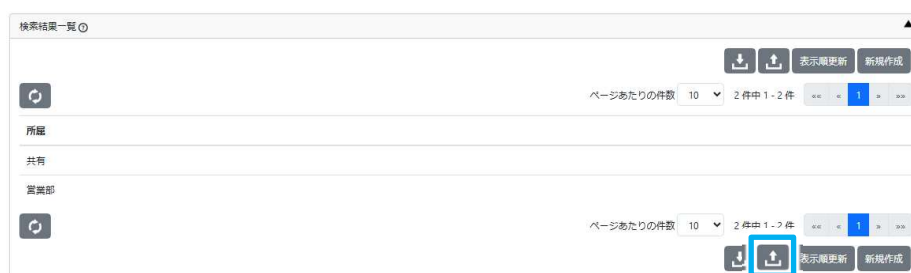 検索結果一覧
表示順更新 新規作成
ページあたりの件数 10 2 件中 1 - 2 件 «« « 1 » »»
所属
共有
営業部
ページあたりの件数 10 2 件中 1 - 2 件 «« « 1 » »»
表示順更新 新規作成